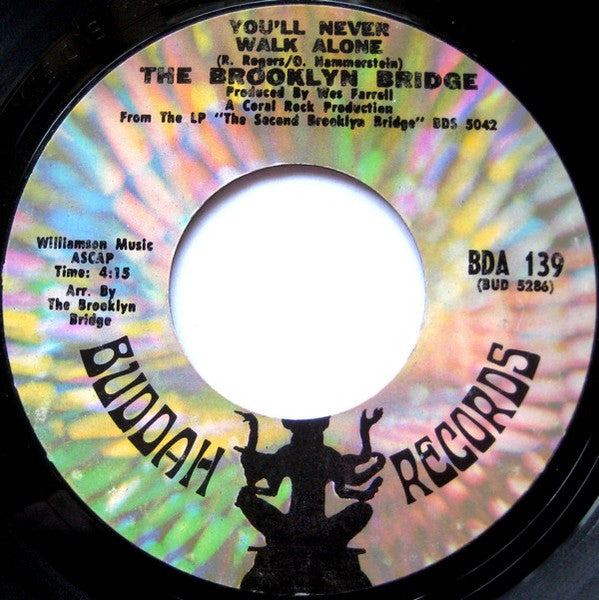 YOU'LL NEVER
WALK ALONE
(R. Rogers/O. Hammerstein)
THE BROOKLYN BRIDGE
Produced By Wes Farrell
A Coral Rock Production
From The LP "The Second Brooklyn Bridge" BDS 5042
Williamson Music
ASCAP
Time: 4:15
Arr. By
The Brooklyn
Bridge
BDA 139
(BUD 5286)
BUDDAH RECORDS